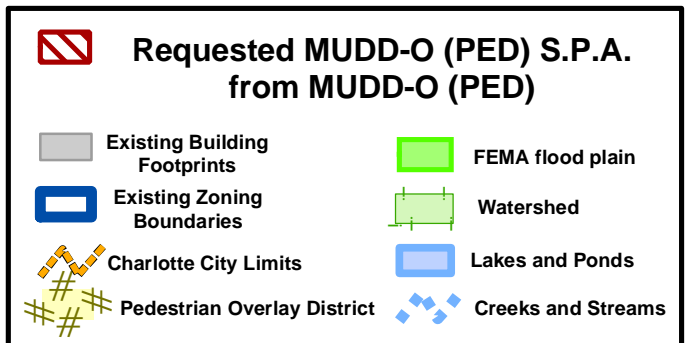 Requested MUDD-O (PED) S.P.A.
from MUDD-O (PED)
Existing Building
Footprints
Existing Zoning
Boundaries
Charlotte City Limits
Pedestrian Overlay District
FEMA flood plain
Watershed
Lakes and Ponds
Creeks and Streams